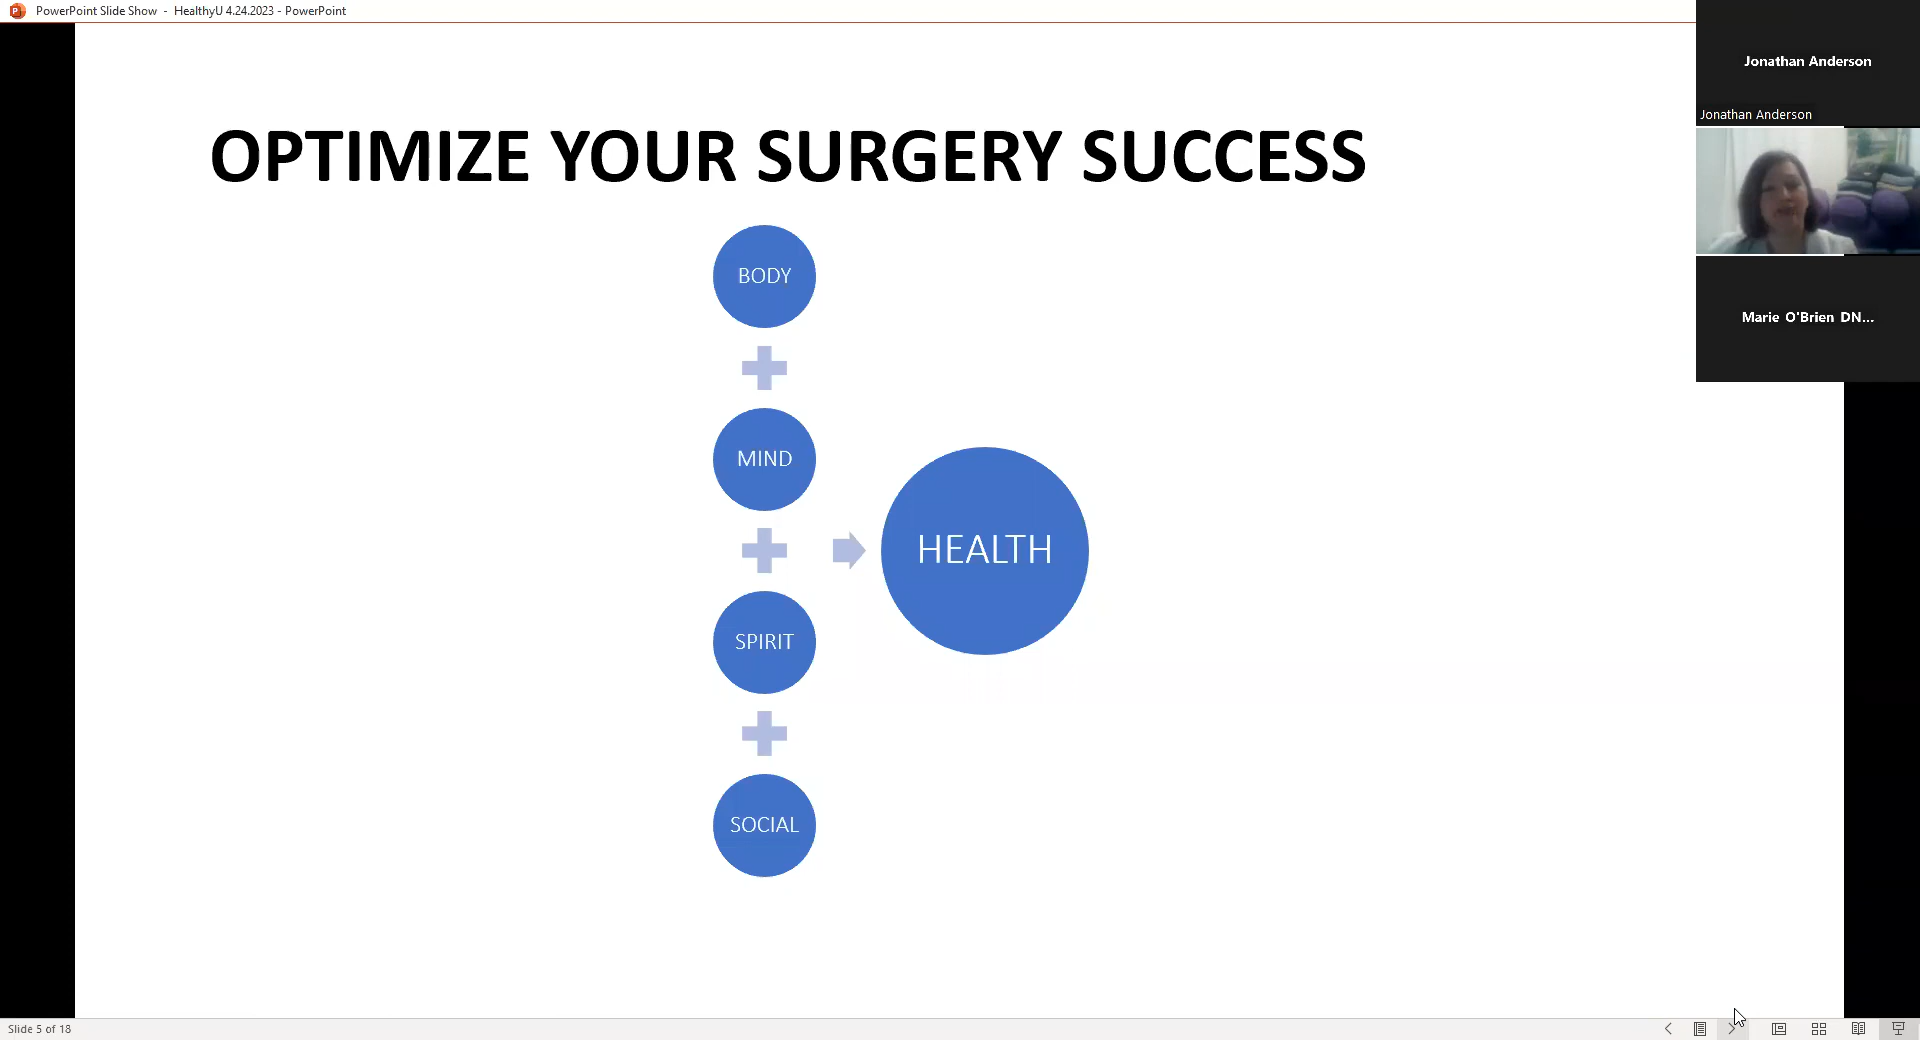 PowerPoint Slide Show - HealthyU 4.24.2023 - PowerPoint
Jonathan Anderson
Jonathan Anderson
OPTIMIZE YOUR SURGERY SUCCESS
BODY
MIND
HEALTH
SPIRIT
SOCIAL
Marie O'Brien DN...
Slide 5 of 18